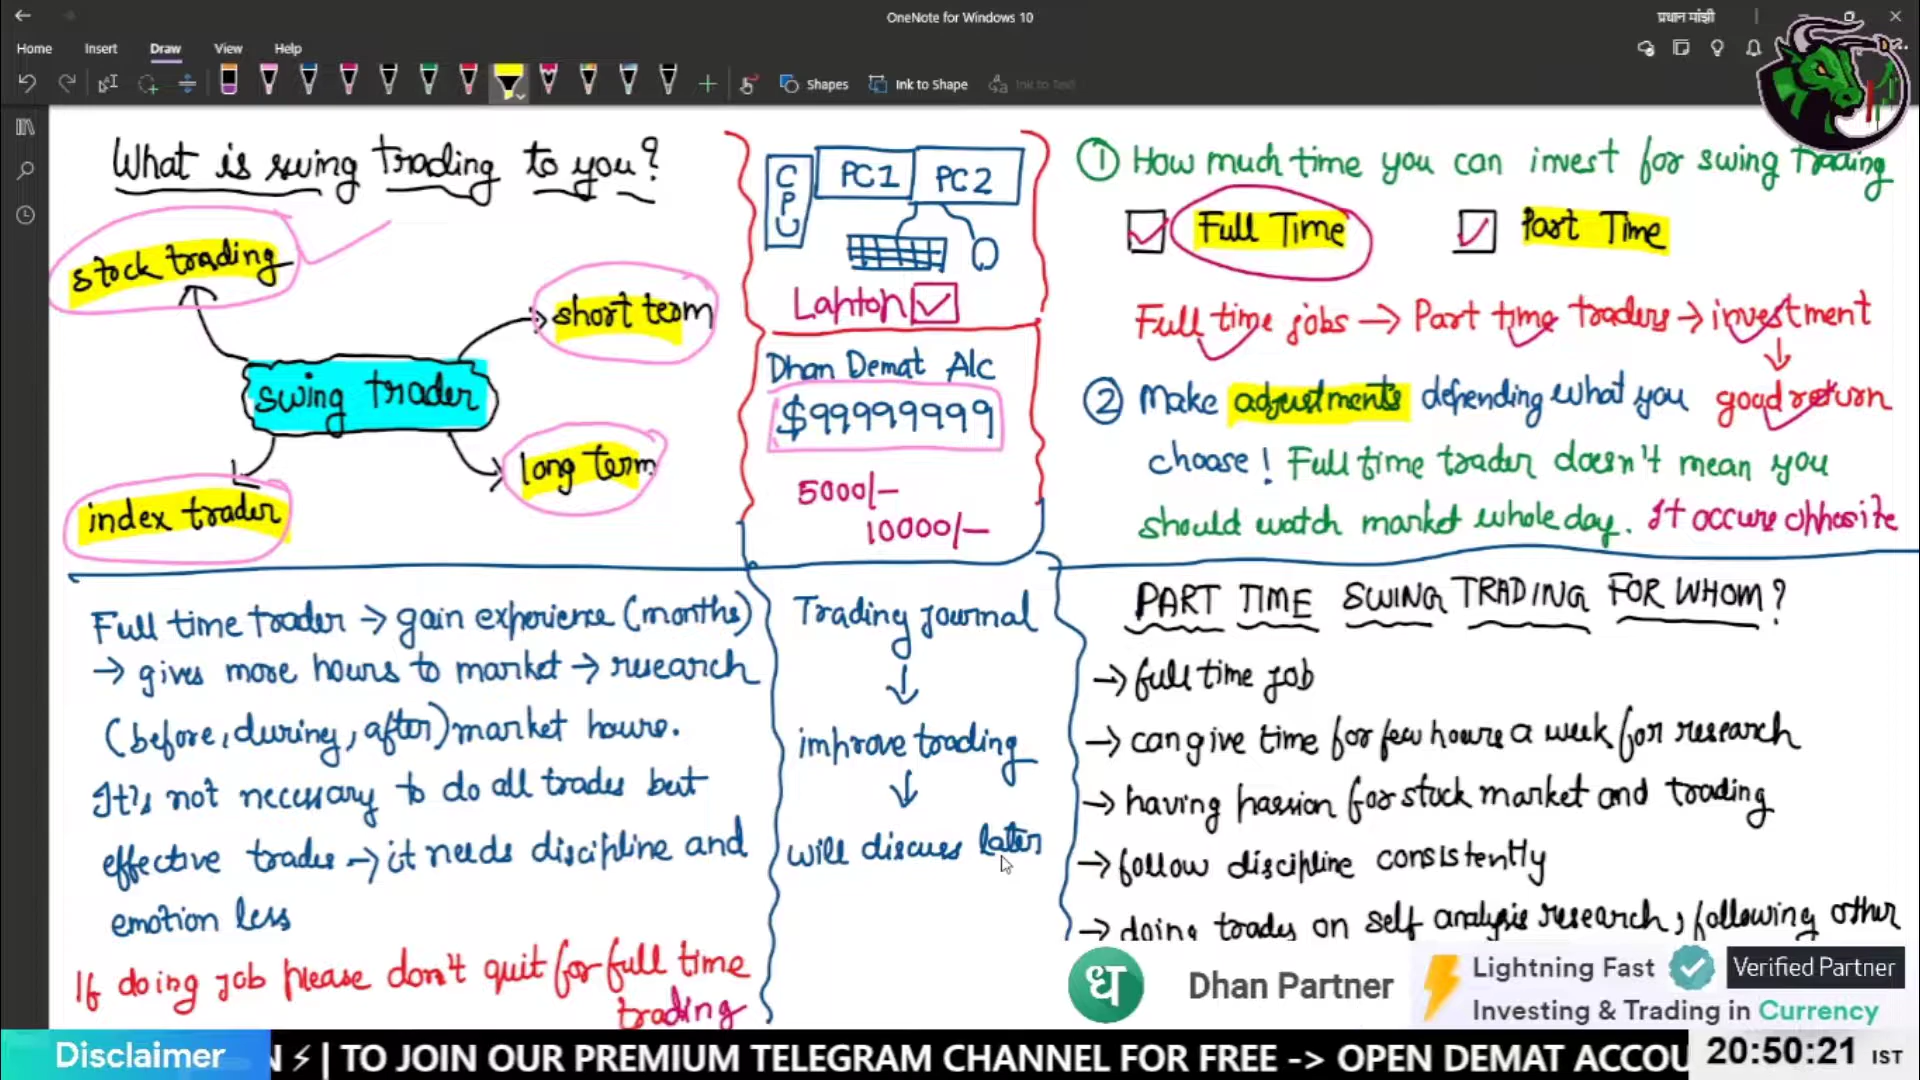 OneNote for Windows 10
प्रधान मांझी
Home Insert Draw View Help
Shapes Ink to Shape Ink to Text
What is swing trading to you?
stock trading
short term
swing trader
long term
index trader
CPU PC1 PC2
Laptop
Dhan Demat A/c
$99999999
5000/-
10000/-
① How much time you can invest for swing trading
Full Time Part Time
Full time jobs → Part time traders → investment
↓
② Make adjustments depending what you good return
choose! Full time trader doesn't mean you
should watch market whole day. It occurs opposite
Full time trader → gain experience (months)
→ gives more hours to market → research
(before, during, after) market hours.
It's not necessary to do all trades but
effective trades → it needs discipline and
emotion less
If doing job please don't quit for full time
trading
Trading journal
↓
improve trading
↓
will discuss later
PART TIME SWING TRADING FOR WHOM?
→ full time job
→ can give time for few hours a week for research
→ having passion for stock market and trading
→ follow discipline consistently
→ doing trades on self analysis research, following other
ध Dhan Partner
Lightning Fast Verified Partner
Investing & Trading in Currency
Disclaimer
N ⚡ | TO JOIN OUR PREMIUM TELEGRAM CHANNEL FOR FREE -> OPEN DEMAT ACCOU
20:50:21 IST